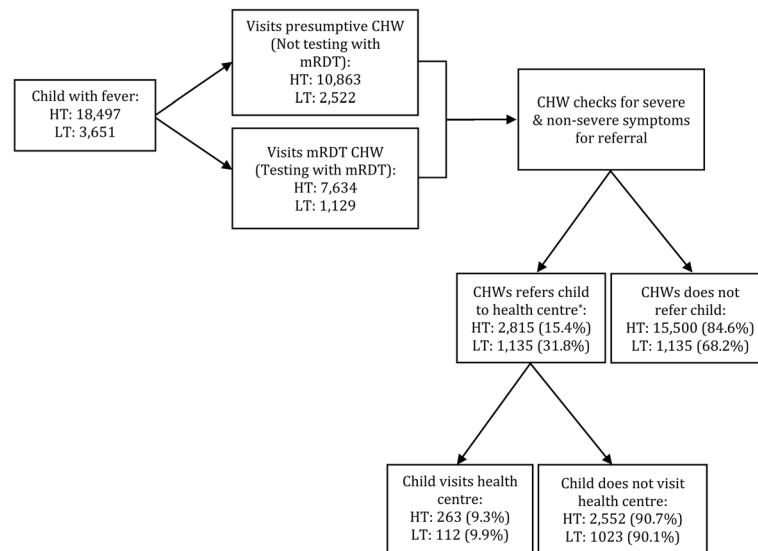 Child with fever:
HT: 18,497
LT: 3,651
Visits presumptive CHW
(Not testing with
mRDT):
HT: 10,863
LT: 2,522
Visits mRDT CHW
(Testing with mRDT):
HT: 7,634
LT: 1,129
CHW checks for severe
& non-severe symptoms
for referral
CHWs refers child
to health centre*:
HT: 2,815 (15.4%)
LT: 1,135 (31.8%)
CHWs does not
refer child:
HT: 15,500 (84.6%)
LT: 1,135 (68.2%)
Child visits health
centre:
HT: 263 (9.3%)
LT: 112 (9.9%)
Child does not visit
health centre:
HT: 2,552 (90.7%)
LT: 1023 (90.1%)